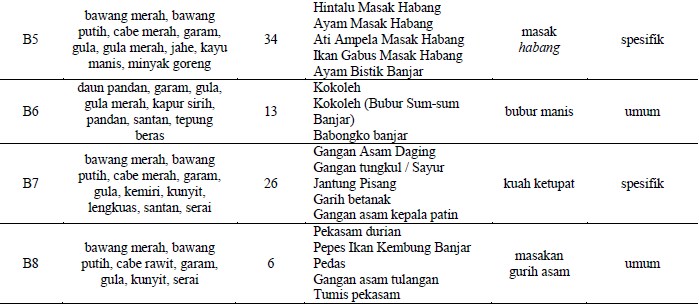 B5
bawang merah, bawang
putih, cabe merah, garam,
gula, gula merah, jahe, kayu
manis, minyak goreng
34
Hintalu Masak Habang
Ayam Masak Habang
Ati Ampela Masak Habang
Ikan Gabus Masak Habang
Ayam Bistik Banjar
masak
habang
spesifik
B6
daun pandan, garam, gula,
gula merah, kapur sirih,
pandan, santan, tepung
beras
13
Kokoleh
Kokoleh (Bubur Sum-sum
Banjar)
Babongko banjar
bubur manis
umum
B7
bawang merah, bawang
putih, cabe merah, garam,
gula, kemiri, kunyit,
lengkuas, santan, serai
26
Gangan Asam Daging
Gangan tungkul / Sayur
Jantung Pisang
Garih betanak
Gangan asam kepala patin
kuah ketupat
spesifik
B8
bawang merah, bawang
putih, cabe rawit, garam,
gula, kunyit, serai
6
Pekasam durian
Pepes Ikan Kembung Banjar
Pedas
Gangan asam tulangan
Tumis pekasam
masakan
gurih asam
umum